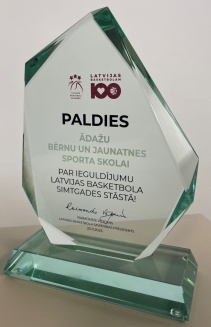 LATVIJAS
BASKETBOLAM
100
PALDIES
ĀDAŽU
BĒRNU UN JAUNATNES
SPORTA SKOLAI
PAR IEGULDĪJUMU
LATVIJAS BASKETBOLA
SIMTGADES STĀSTĀ!